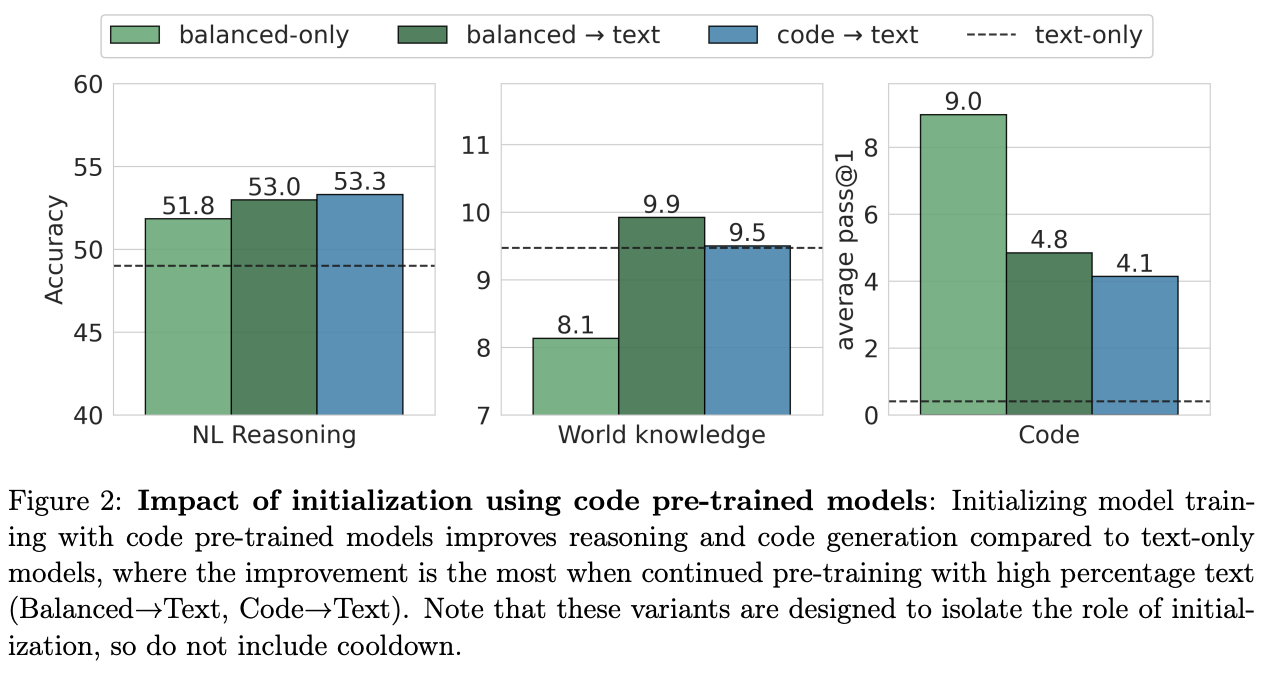 balanced-only balanced → text code → text text-only
60
55
50
45
40
Accuracy
51.8 53.0 53.3
NL Reasoning
11
10
9
8
7
8.1 9.9 9.5
World knowledge
8
6
4
2
0
average pass@1
9.0 4.8 4.1
Code
Figure 2: Impact of initialization using code pre-trained models: Initializing model train-
ing with code pre-trained models improves reasoning and code generation compared to text-only
models, where the improvement is the most when continued pre-training with high percentage text
(Balanced→Text, Code→Text). Note that these variants are designed to isolate the role of initial-
ization, so do not include cooldown.